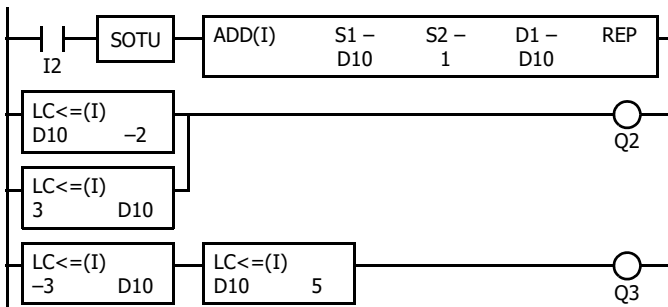 SOTU ADD(I) S1 – S2 – D1 – REP
D10 1 D10
I2
LC<=(I)
D10 –2
Q2
LC<=(I)
3 D10
LC<=(I) LC<=(I)
–3 D10 D10 5
Q3